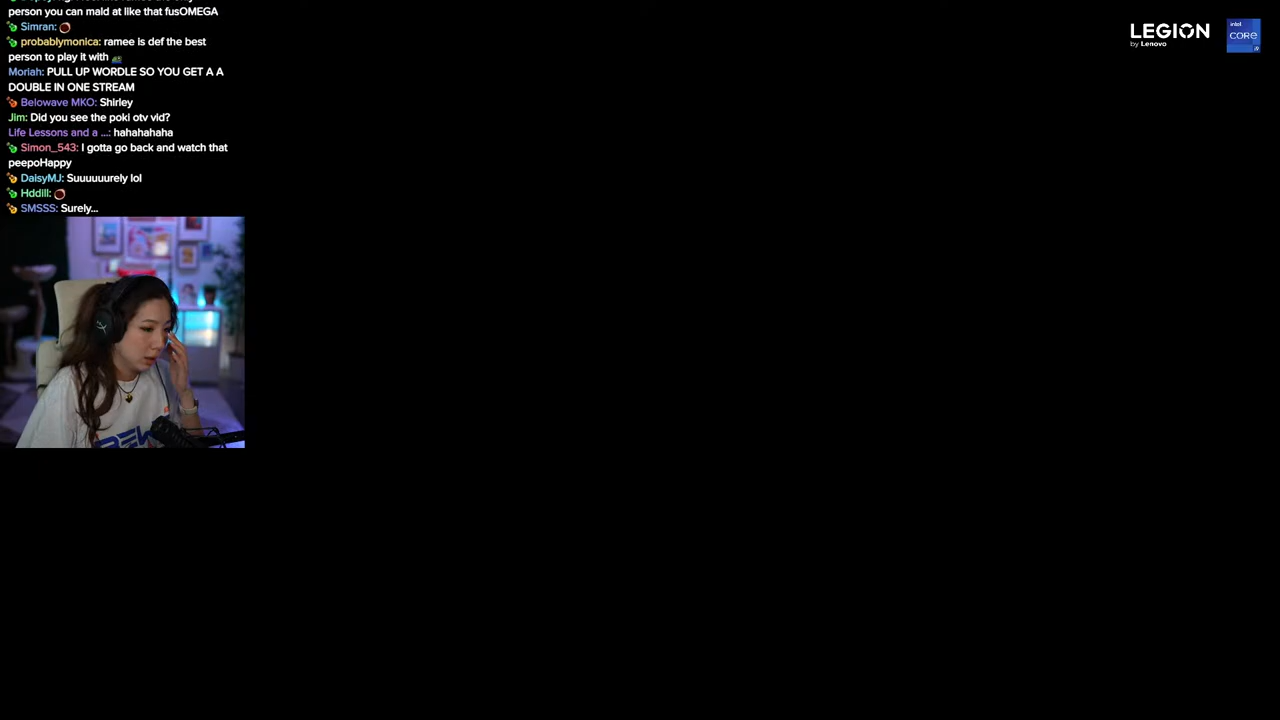 person you can mald at like that fusOMEGA
Simran:
probablymonica: ramee is def the best
person to play it with
Moriah: PULL UP WORDLE SO YOU GET A A
DOUBLE IN ONE STREAM
Belowave MKO: Shirley
Jim: Did you see the poki otv vid?
Life Lessons and a ...: hahahahaha
Simon_543: I gotta go back and watch that
peepoHappy
DaisyMJ: Suuuuuurely lol
Hddill:
SMSSS: Surely...
LEGION
by Lenovo
intel
CORE
i9